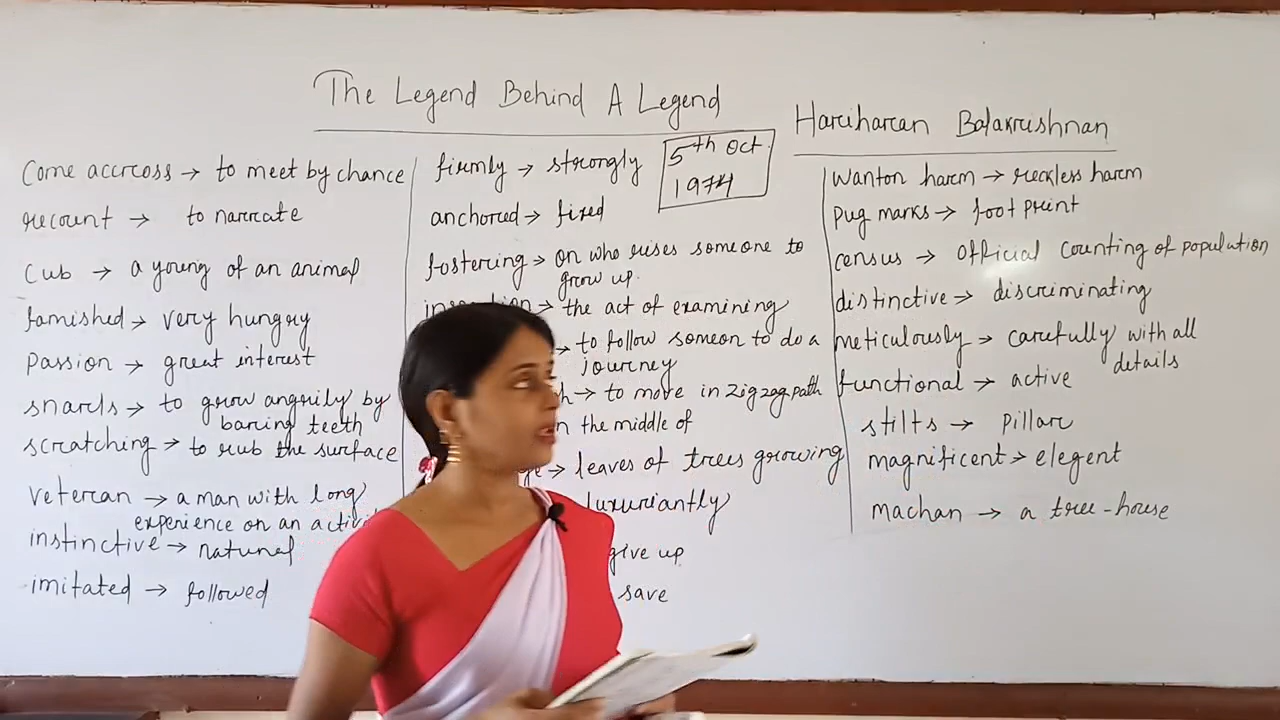 The Legend Behind A Legend
Hariharan Balakrishnan
Come accross → to meet by chance
recount → to narrate
Cub → a young of an animal
famished → very hungry
Passion → great interest
snarls → to grow angrily by
baring teeth
scratching → to rub the surface
veteran → a man with long
experience on an
instinctive → natural
imitated → followed
firmly → strongly
5th Oct.
1974
anchored → fixed
fostering → on who rises someone to
grow up.
→ the act of examining
→ to follow someon to do a
journey
→ to move in zigzag path
the middle of
→ leaves of trees growing
luxuriantly
give up
save
wanton harm → reckless harm
pug marks → foot print
census → official counting of population
distinctive → discriminating
meticulously → carefully with all
details
functional → active
stilts → pillar
magnificent → elegent
machan → a tree-house